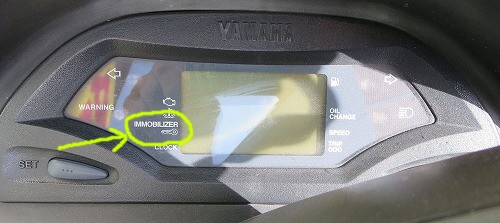 YAMAHA
WARNING
IMMOBILIZER
CLOCK
OIL
CHANGE
SPEED
TRIP
ODO
SET